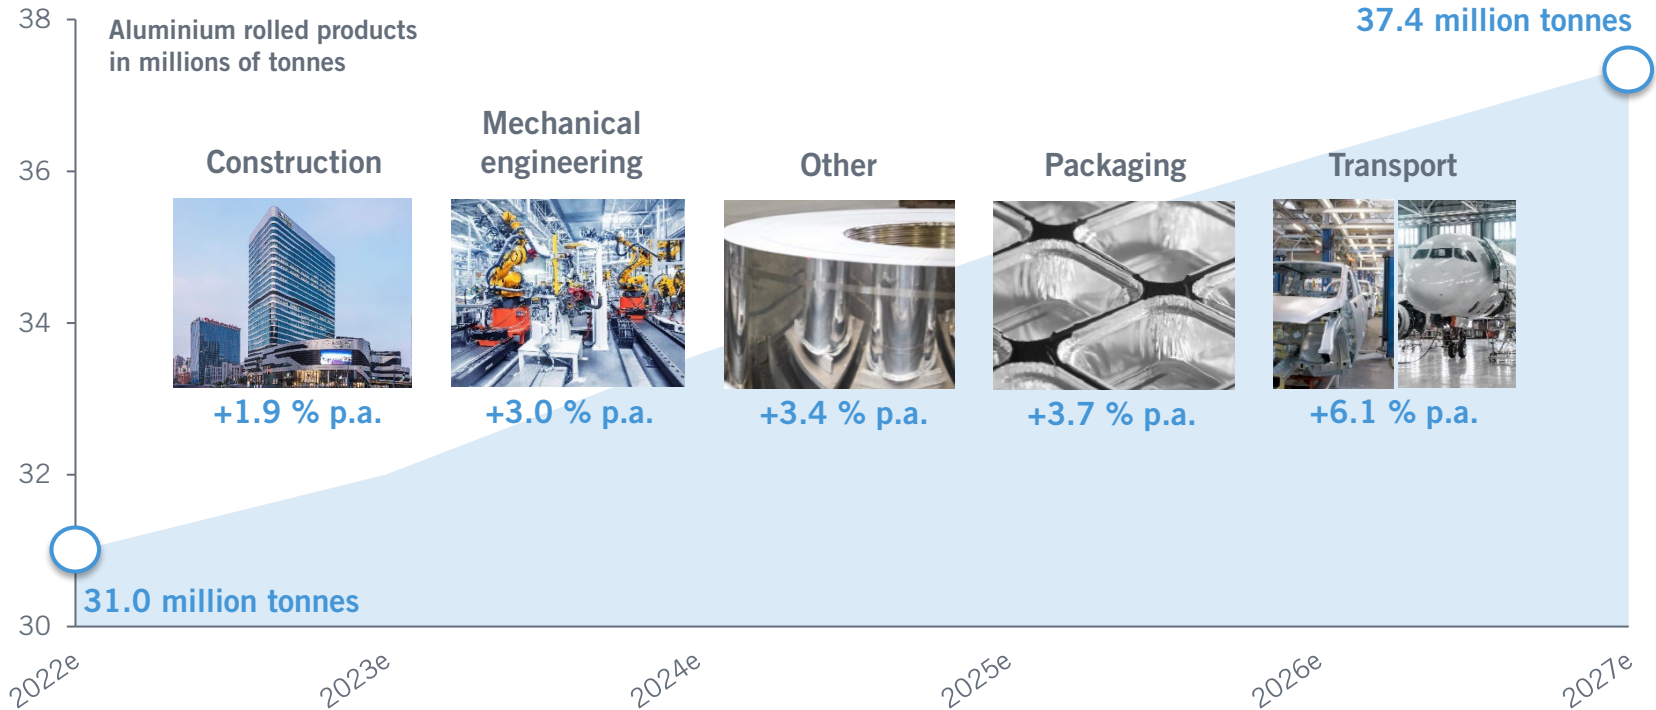 38
36
34
32
30
Aluminium rolled products
in millions of tonnes
37.4 million tonnes
Construction
+1.9 % p.a.
Mechanical
engineering
+3.0 % p.a.
Other
+3.4 % p.a.
Packaging
+3.7 % p.a.
Transport
+6.1 % p.a.
31.0 million tonnes
2022e
2023e
2024e
2025e
2026e
2027e